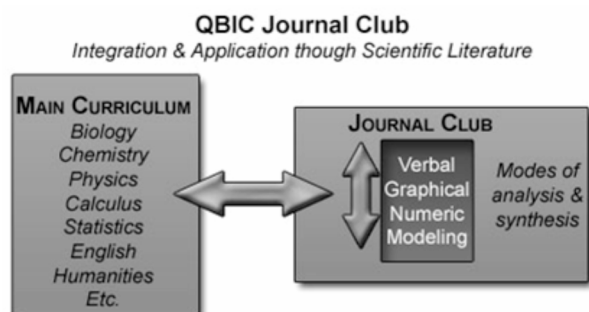 QBIC Journal Club
Integration & Application though Scientific Literature
MAIN CURRICULUM
Biology
Chemistry
Physics
Calculus
Statistics
English
Humanities
Etc.
JOURNAL CLUB
Verbal
Graphical
Numeric
Modeling
Modes of
analysis &
synthesis